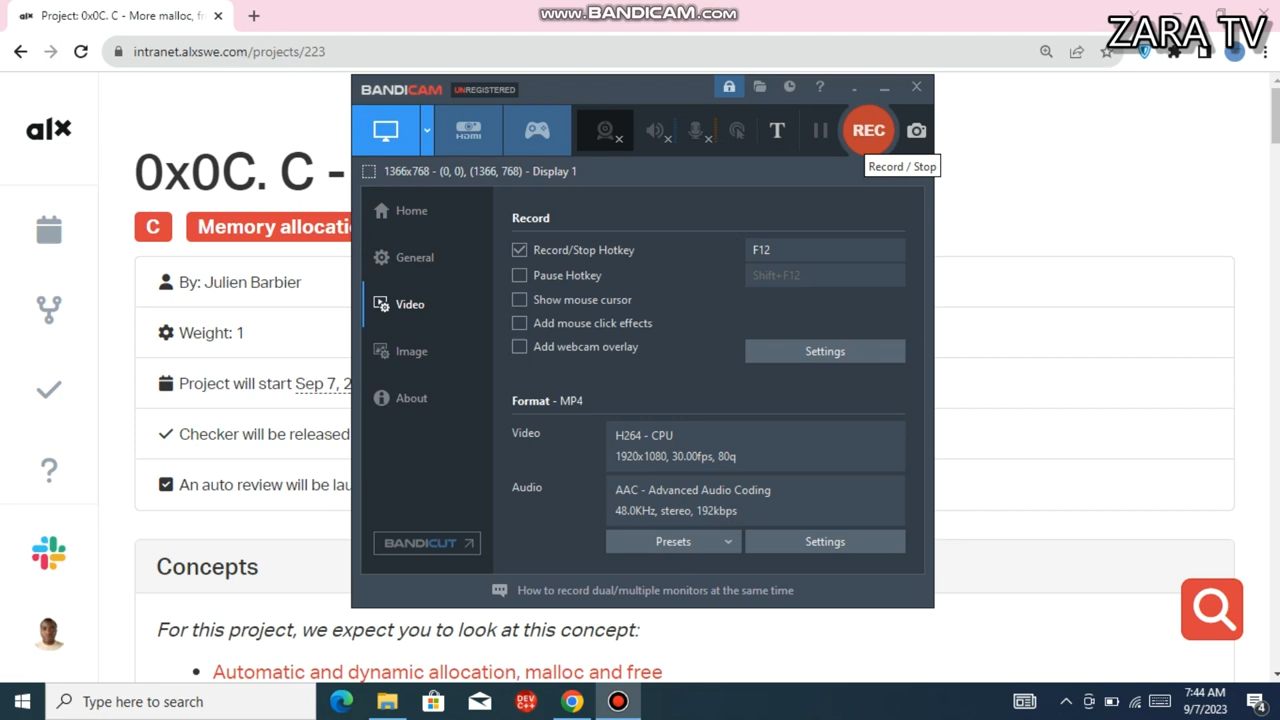 Project: 0x0C. C - More malloc, fr
www.BANDICAM.com
ZARA TV
intranet.alxswe.com/projects/223
alx
0x0C. C -
C
Memory allocati
By: Julien Barbier
Weight: 1
Project will start Sep 7, 2
Checker will be released
An auto review will be lau
Concepts
For this project, we expect you to look at this concept:
• Automatic and dynamic allocation, malloc and free
BANDICAM UNREGISTERED
HDMI
T
REC
Record / Stop
1366x768 - (0, 0), (1366, 768) - Display 1
Home
General
Video
Image
About
BANDICUT
Record
Record/Stop Hotkey
F12
Pause Hotkey
Shift+F12
Show mouse cursor
Add mouse click effects
Add webcam overlay
Settings
Format - MP4
Video
H264 - CPU
1920x1080, 30.00fps, 80q
Audio
AAC - Advanced Audio Coding
48.0KHz, stereo, 192kbps
Presets
Settings
How to record dual/multiple monitors at the same time
Type here to search
DEV C++
7:44 AM
9/7/2023
4